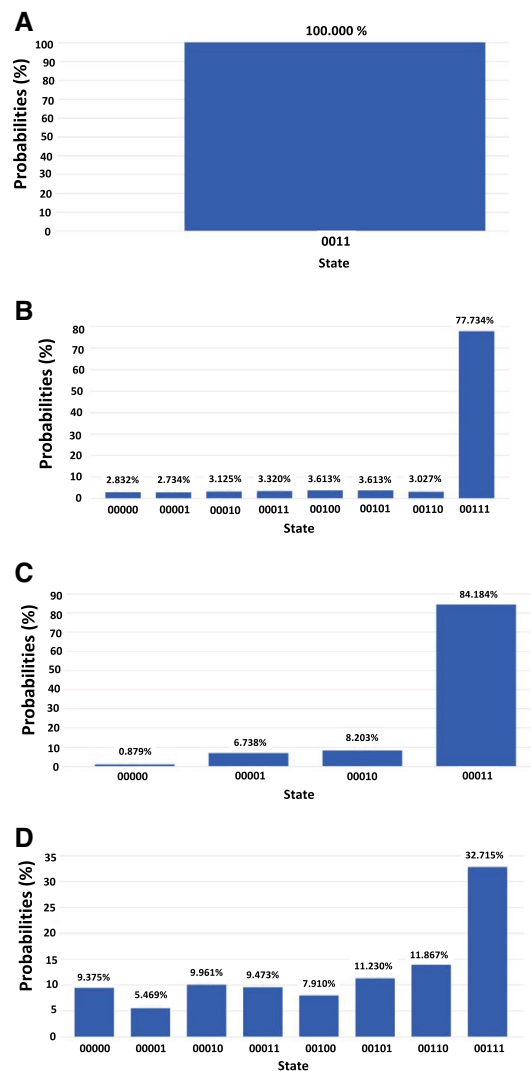 A
100.000 %
100
90
80
70
60
50
40
30
20
10
0
Probabilities (%)
0011
State
B
77.734%
80
70
60
50
40
30
20
10
0
Probabilities (%)
2.832% 2.734% 3.125% 3.320% 3.613% 3.613% 3.027%
00000 00001 00010 00011 00100 00101 00110 00111
State
C
84.184%
90
80
70
60
50
40
30
20
10
0
Probabilities (%)
0.879% 6.738% 8.203%
00000 00001 00010 00011
State
D
32.715%
35
30
25
20
15
10
5
0
Probabilities (%)
9.375% 5.469% 9.961% 9.473% 7.910% 11.230% 11.867%
00000 00001 00010 00011 00100 00101 00110 00111
State